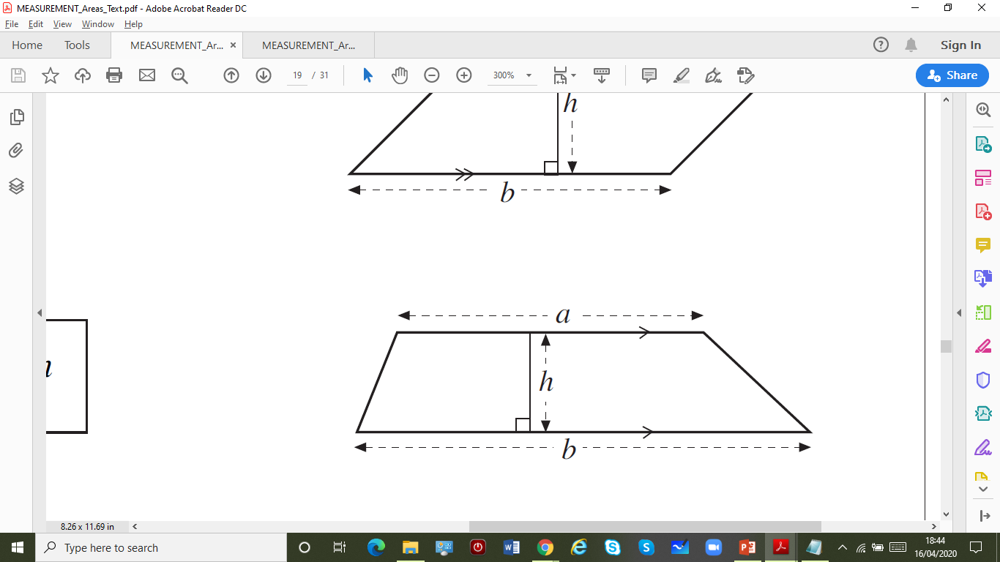 MEASUREMENT_Areas_Text.pdf - Adobe Acrobat Reader DC
File Edit View Window Help
Home Tools MEASUREMENT_Ar... × MEASUREMENT_Ar... Sign In
19 / 31 300% Share
h
b
a
h
b
8.26 x 11.69 in
Type here to search
18:44
16/04/2020